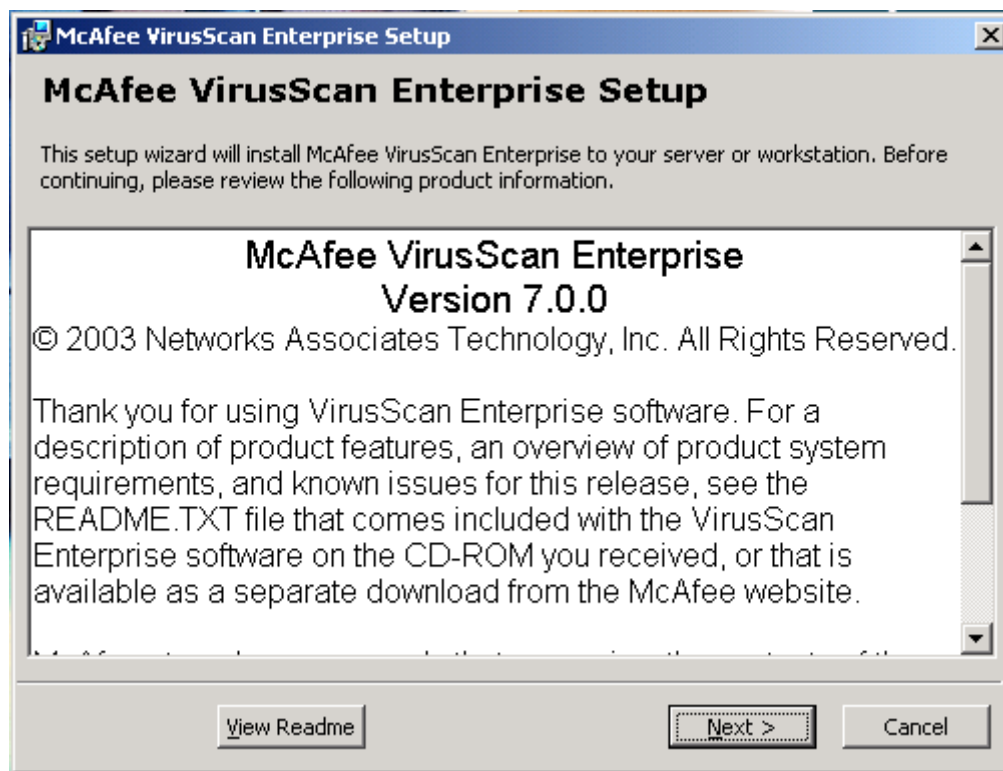 McAfee VirusScan Enterprise Setup
McAfee VirusScan Enterprise Setup
This setup wizard will install McAfee VirusScan Enterprise to your server or workstation. Before
continuing, please review the following product information.
McAfee VirusScan Enterprise
Version 7.0.0
© 2003 Networks Associates Technology, Inc. All Rights Reserved.
Thank you for using VirusScan Enterprise software. For a
description of product features, an overview of product system
requirements, and known issues for this release, see the
README.TXT file that comes included with the VirusScan
Enterprise software on the CD-ROM you received, or that is
available as a separate download from the McAfee website.
View Readme
Next >
Cancel